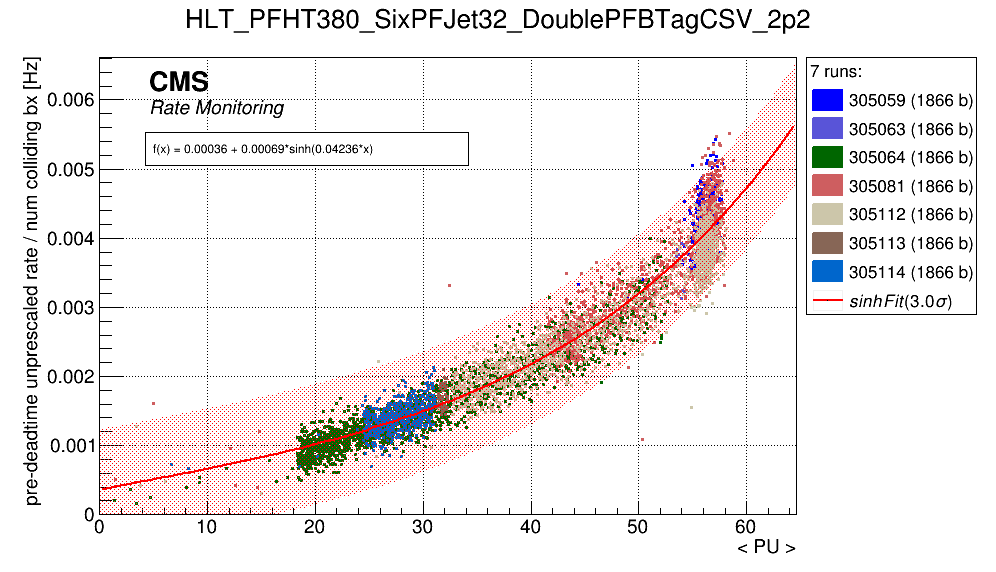 HLT_PFHT380_SixPFJet32_DoublePFBTagCSV_2p2
pre-deadtime unprescaled rate / num colliding bx [Hz]
CMS
Rate Monitoring
f(x) = 0.00036 + 0.00069*sinh(0.04236*x)
0.006
0.005
0.004
0.003
0.002
0.001
0
0 10 20 30 40 50 60
< PU >
7 runs:
305059 (1866 b)
305063 (1866 b)
305064 (1866 b)
305081 (1866 b)
305112 (1866 b)
305113 (1866 b)
305114 (1866 b)
sinhFit(3.0σ)